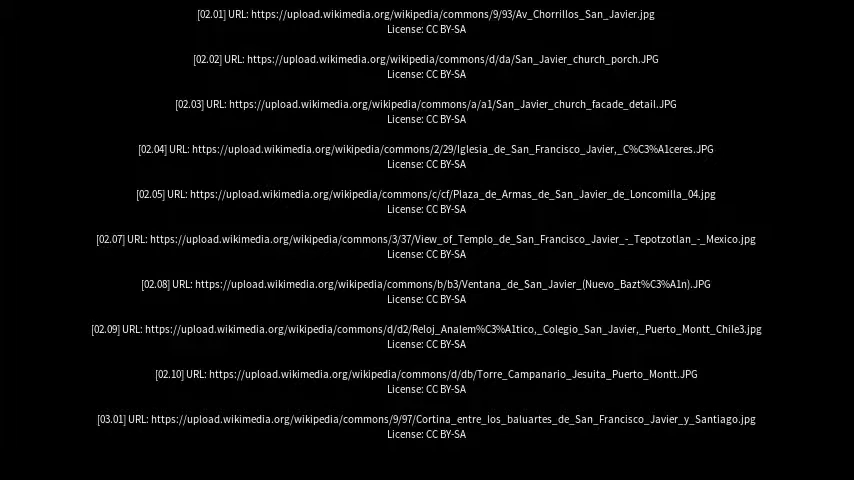 [02.01] URL: https://upload.wikimedia.org/wikipedia/commons/9/93/Av_Chorrillos_San_Javier.jpg
License: CC BY-SA
[02.02] URL: https://upload.wikimedia.org/wikipedia/commons/d/da/San_Javier_church_porch.JPG
License: CC BY-SA
[02.03] URL: https://upload.wikimedia.org/wikipedia/commons/a/a1/San_Javier_church_facade_detail.JPG
License: CC BY-SA
[02.04] URL: https://upload.wikimedia.org/wikipedia/commons/2/29/Iglesia_de_San_Francisco_Javier,_C%C3%A1ceres.JPG
License: CC BY-SA
[02.05] URL: https://upload.wikimedia.org/wikipedia/commons/c/cf/Plaza_de_Armas_de_San_Javier_de_Loncomilla_04.jpg
License: CC BY-SA
[02.07] URL: https://upload.wikimedia.org/wikipedia/commons/3/37/View_of_Templo_de_San_Francisco_Javier_-_Tepotzotlan_-_Mexico.jpg
License: CC BY-SA
[02.08] URL: https://upload.wikimedia.org/wikipedia/commons/b/b3/Ventana_de_San_Javier_(Nuevo_Bazt%C3%A1n).JPG
License: CC BY-SA
[02.09] URL: https://upload.wikimedia.org/wikipedia/commons/d/d2/Reloj_Analem%C3%A1tico,_Colegio_San_Javier,_Puerto_Montt_Chile3.jpg
License: CC BY-SA
[02.10] URL: https://upload.wikimedia.org/wikipedia/commons/d/db/Torre_Campanario_Jesuita_Puerto_Montt.JPG
License: CC BY-SA
[03.01] URL: https://upload.wikimedia.org/wikipedia/commons/9/97/Cortina_entre_los_baluartes_de_San_Francisco_Javier_y_Santiago.jpg
License: CC BY-SA